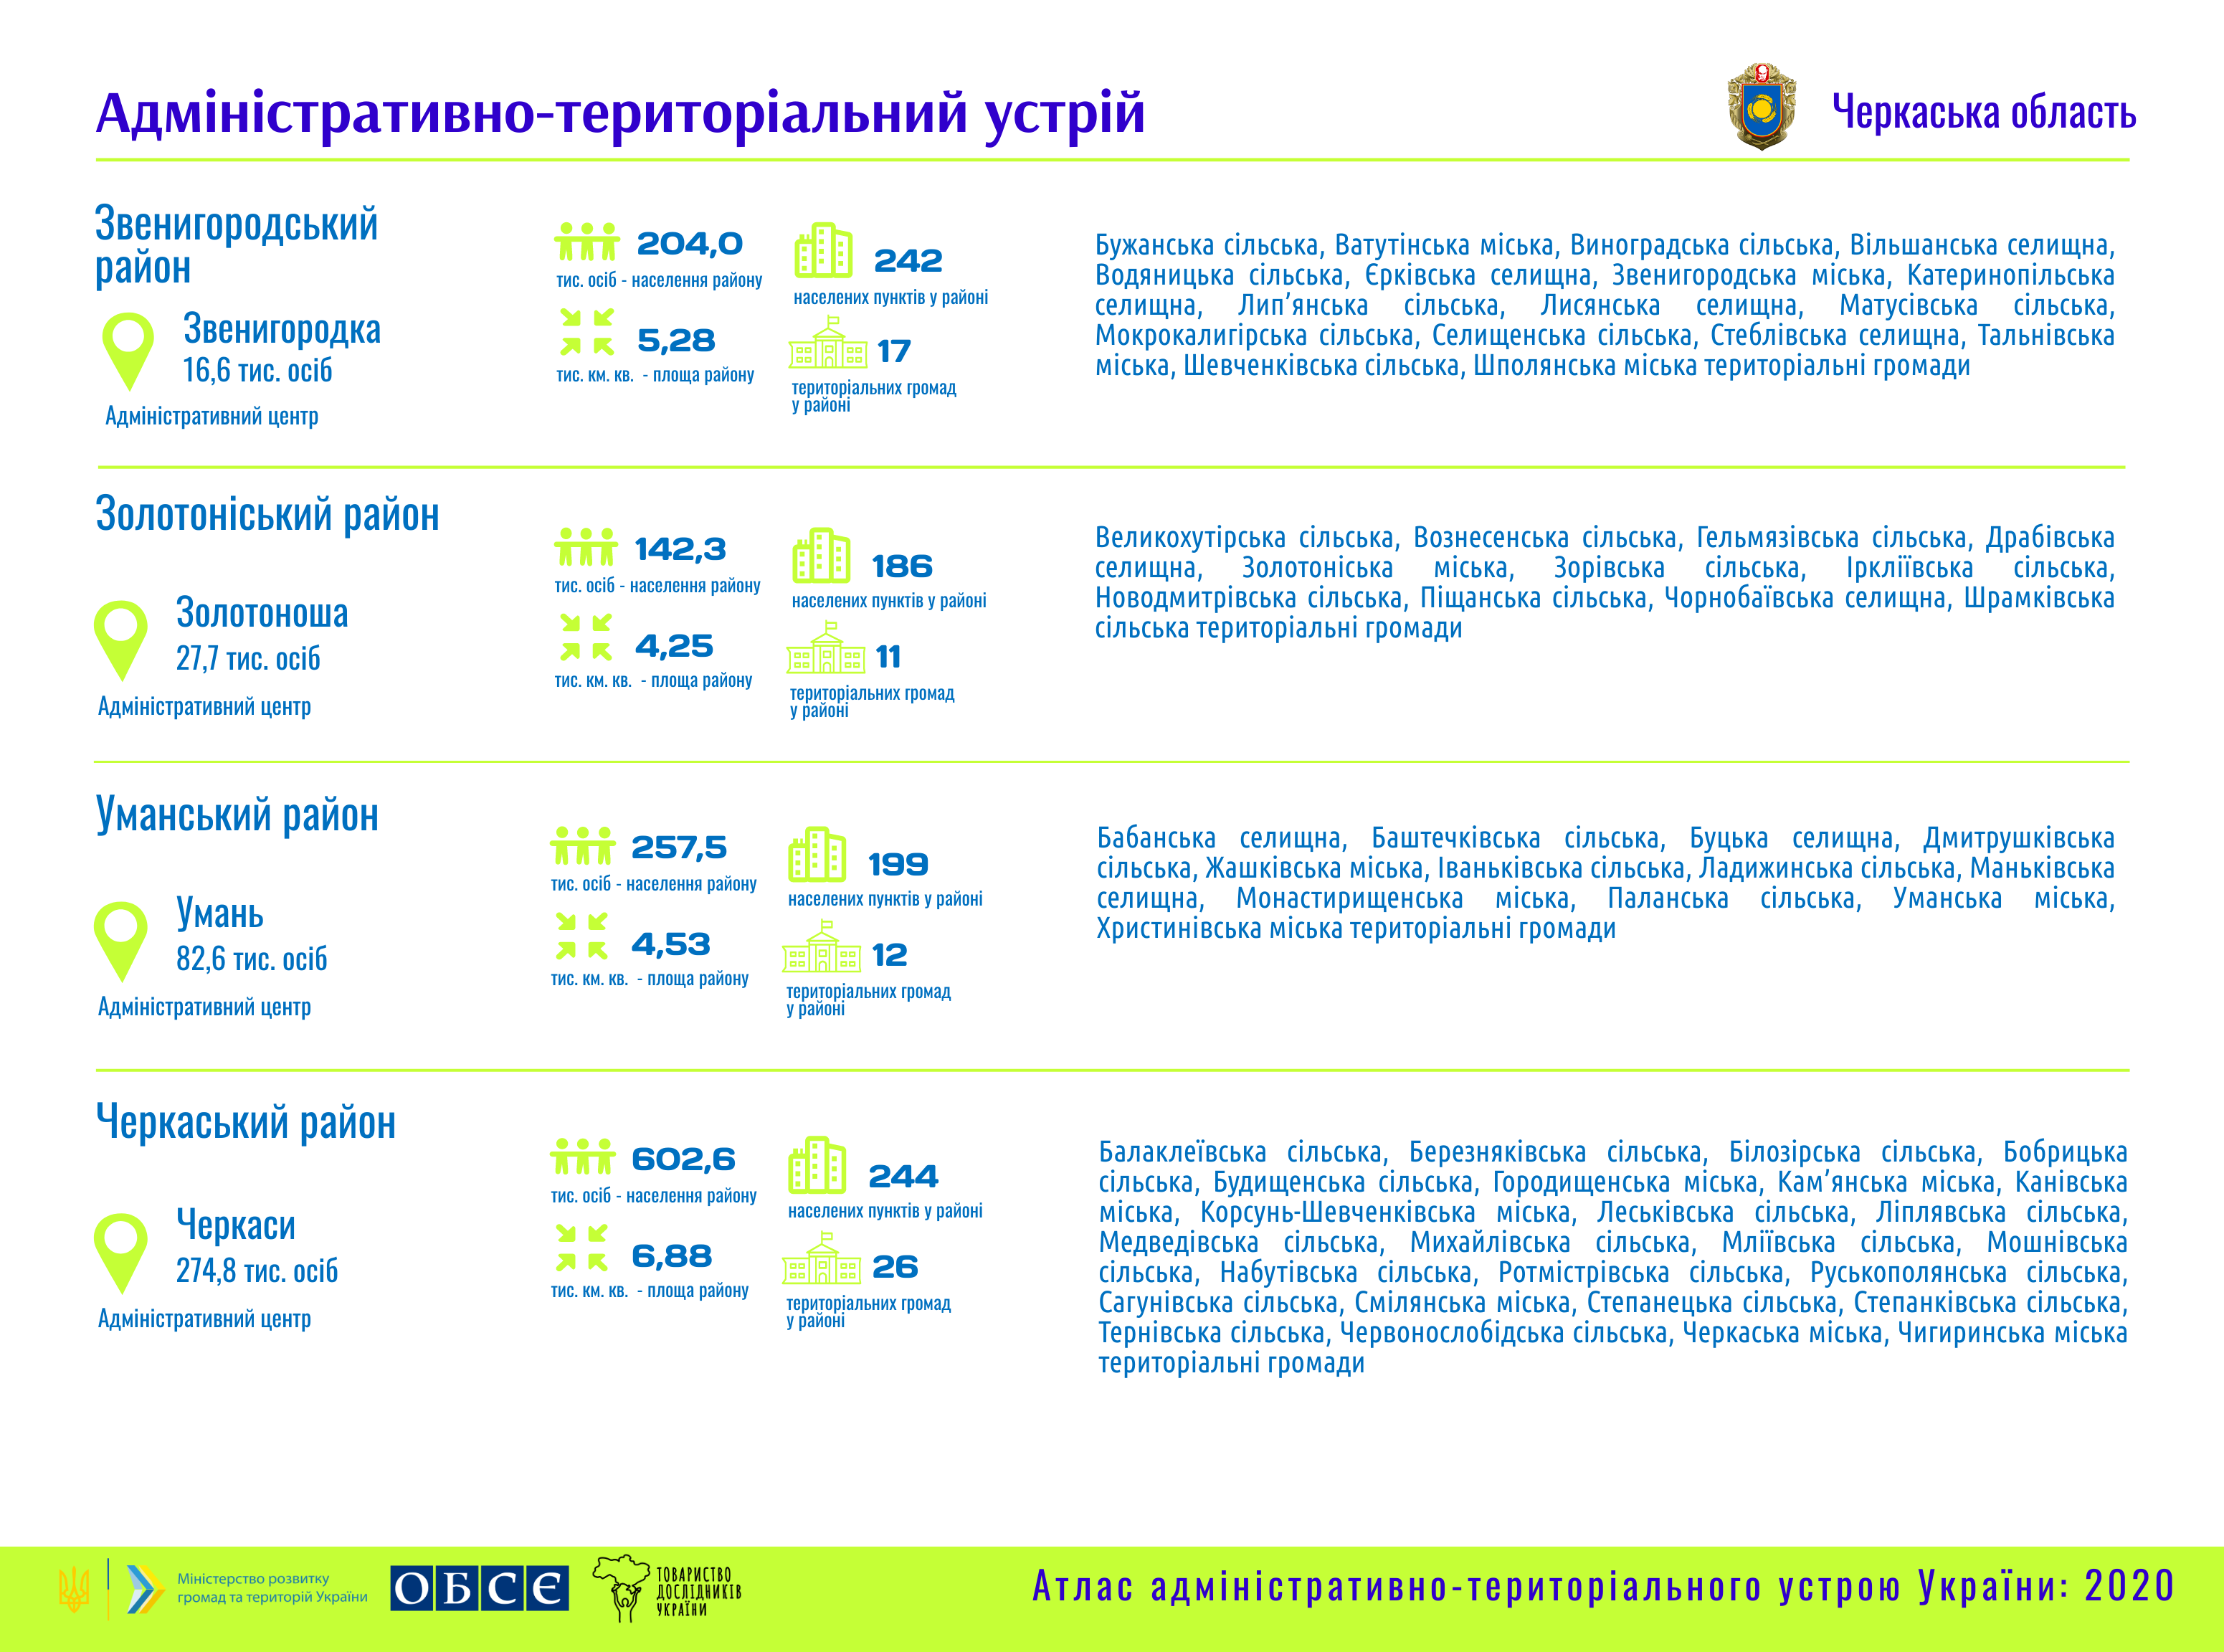 Адміністративно-територіальний устрій
Черкаська область
Звенигородський
район
Звенигородка
16,6 тис. осіб
Адміністративний центр
204,0
тис. осіб - населення району
5,28
тис. км. кв. - площа району
242
населених пунктів у районі
17
територіальних громад
у районі
Бужанська сільська, Ватутінська міська, Виноградська сільська, Вільшанська селищна,
Водяницька сільська, Єрківська селищна, Звенигородська міська, Катеринопільська
селищна, Лип’янська сільська, Лисянська селищна, Матусівська сільська,
Мокрокалигірська сільська, Селищенська сільська, Стеблівська селищна, Тальнівська
міська, Шевченківська сільська, Шполянська міська територіальні громади
Золотоніський район
Золотоноша
27,7 тис. осіб
Адміністративний центр
142,3
тис. осіб - населення району
4,25
тис. км. кв. - площа району
186
населених пунктів у районі
11
територіальних громад
у районі
Великохутірська сільська, Вознесенська сільська, Гельмязівська сільська, Драбівська
селищна, Золотоніська міська, Зорівська сільська, Іркліївська сільська,
Новодмитрівська сільська, Піщанська сільська, Чорнобаївська селищна, Шрамківська
сільська територіальні громади
Уманський район
Умань
82,6 тис. осіб
Адміністративний центр
257,5
тис. осіб - населення району
4,53
тис. км. кв. - площа району
199
населених пунктів у районі
12
територіальних громад
у районі
Бабанська селищна, Баштечківська сільська, Буцька селищна, Дмитрушківська
сільська, Жашківська міська, Іваньківська сільська, Ладижинська сільська, Маньківська
селищна, Монастирищенська міська, Паланська сільська, Уманська міська,
Христинівська міська територіальні громади
Черкаський район
Черкаси
274,8 тис. осіб
Адміністративний центр
602,6
тис. осіб - населення району
6,88
тис. км. кв. - площа району
244
населених пунктів у районі
26
територіальних громад
у районі
Балаклеївська сільська, Березняківська сільська, Білозірська сільська, Бобрицька
сільська, Будищенська сільська, Городищенська міська, Кам’янська міська, Канівська
міська, Корсунь-Шевченківська міська, Леськівська сільська, Ліплявська сільська,
Медведівська сільська, Михайлівська сільська, Мліївська сільська, Мошнівська
сільська, Набутівська сільська, Ротмістрівська сільська, Руськополянська сільська,
Сагунівська сільська, Смілянська міська, Степанецька сільська, Степанківська сільська,
Тернівська сільська, Червонослобідська сільська, Черкаська міська, Чигиринська міська
територіальні громади
Міністерство розвитку
громад та територій України
ОБСЄ
ТОВАРИСТВО
ДОСЛІДНИКІВ
УКРАЇНИ
Атлас адміністративно-територіального устрою України: 2020